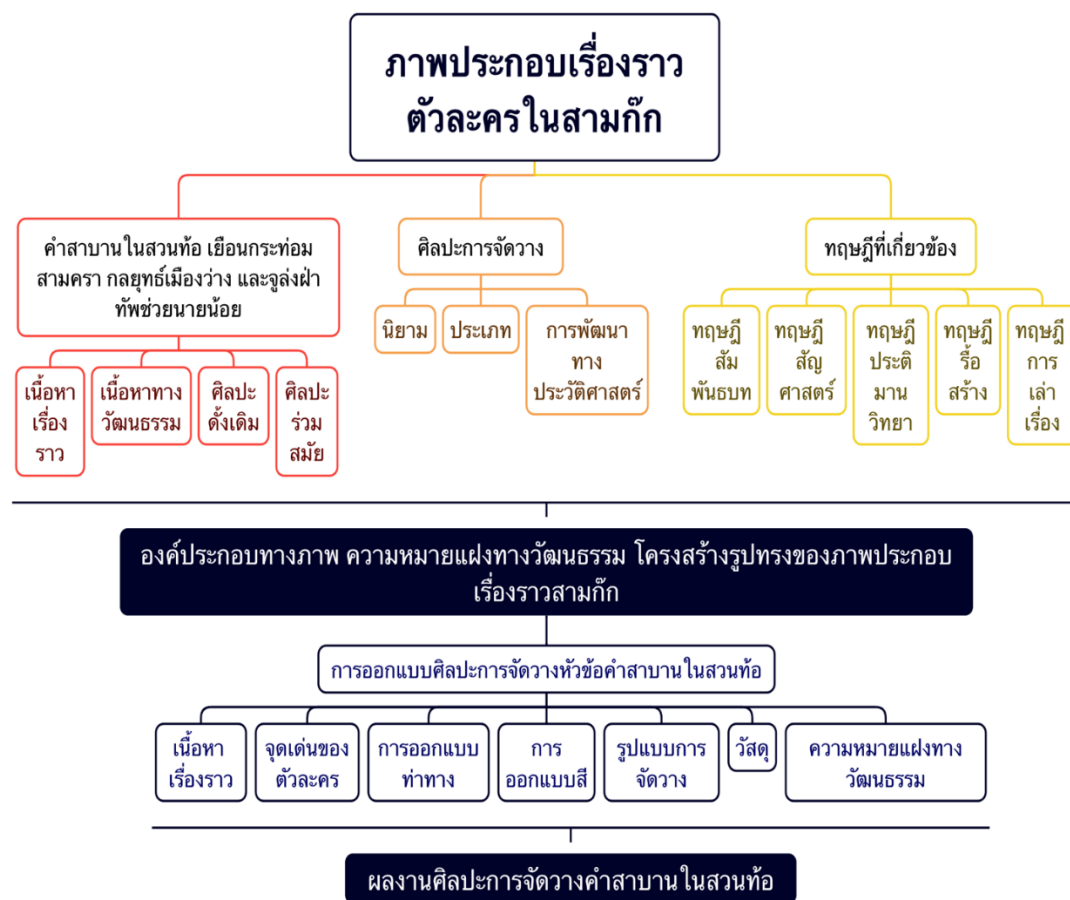 ภาพประกอบเรื่องราว
ตัวละครในสามก๊ก
คำสาบานในสวนท้อ เยือนกระท่อม
สามครา กลยุทธ์เมืองว่าง และจูล่งฝ่า
ทัพช่วยนายน้อย
ศิลปะการจัดวาง
ทฤษฎีที่เกี่ยวข้อง
เนื้อหา
เรื่อง
ราว
เนื้อหาทาง
วัฒนธรรม
ศิลปะ
ดั้งเดิม
ศิลปะ
ร่วม
สมัย
นิยาม
ประเภท
การพัฒนา
ทาง
ประวัติศาสตร์
ทฤษฎี
สัม
พันธบท
ทฤษฎี
สัญ
ศาสตร์
ทฤษฎี
ประติ
มาน
วิทยา
ทฤษฎี
รื้อ
สร้าง
ทฤษฎี
การ
เล่า
เรื่อง
องค์ประกอบทางภาพ ความหมายแฝงทางวัฒนธรรม โครงสร้างรูปทรงของภาพประกอบ
เรื่องราวสามก๊ก
การออกแบบศิลปะการจัดวางหัวข้อคำสาบานในสวนท้อ
เนื้อหา
เรื่องราว
จุดเด่นของ
ตัวละคร
การออกแบบ
ท่าทาง
การ
ออกแบบสี
รูปแบบการ
จัดวาง
วัสดุ
ความหมายแฝงทาง
วัฒนธรรม
ผลงานศิลปะการจัดวางคำสาบานในสวนท้อ